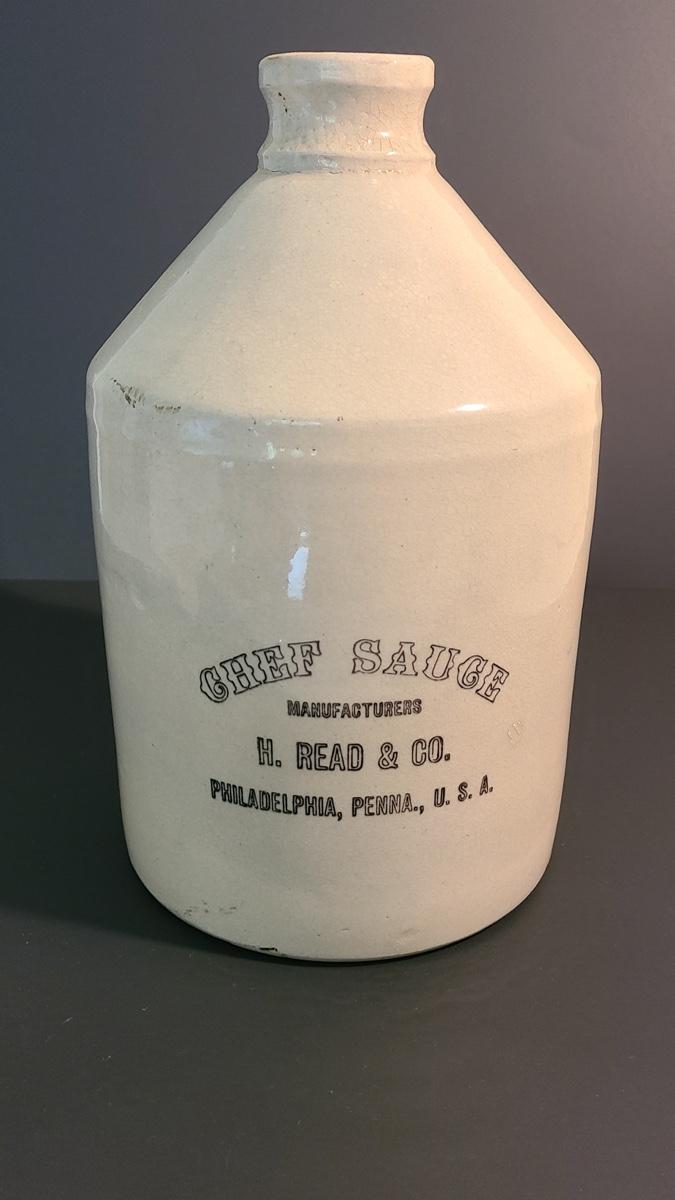 CHEF SAUCE
MANUFACTURERS
H. READ & CO.
PHILADELPHIA, PENNA., U. S. A.